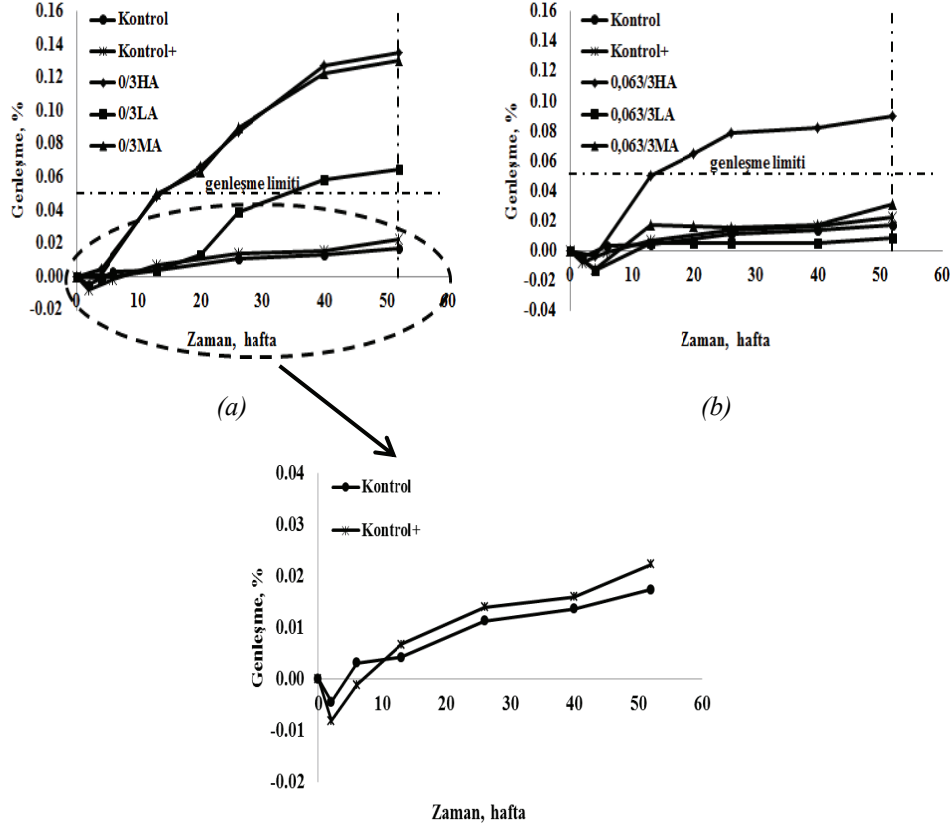 0.16
0.14
0.12
0.10
0.08
0.06
0.04
0.02
0.00
-0.02
Genleşme, %
Kontrol
Kontrol+
0/3HA
0/3LA
0/3MA
genleşme limiti
0 10 20 30 40 50 60
Zaman, hafta
(a)
0.16
0.14
0.12
0.10
0.08
0.06
0.04
0.02
0.00
-0.02
-0.04
Genleşme, %
Kontrol
Kontrol+
0,063/3HA
0,063/3LA
0,063/3MA
genleşme limiti
0 10 20 30 40 50 60
Zaman, hafta
(b)
0.04
0.03
0.02
0.01
0.00
-0.01
-0.02
Genleşme, %
Kontrol
Kontrol+
0 10 20 30 40 50 60
Zaman, hafta